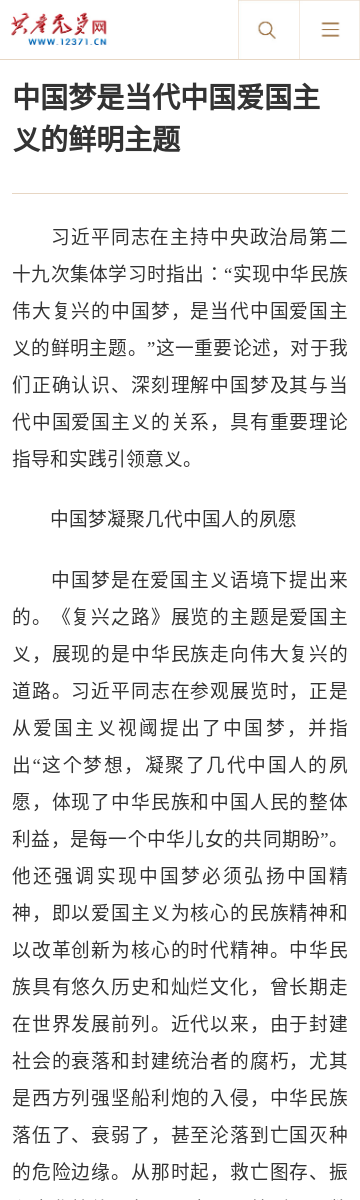 共产党员网
WWW.12371.CN
中国梦是当代中国爱国主
义的鲜明主题
习近平同志在主持中央政治局第二
十九次集体学习时指出：“实现中华民族
伟大复兴的中国梦，是当代中国爱国主
义的鲜明主题。”这一重要论述，对于我
们正确认识、深刻理解中国梦及其与当
代中国爱国主义的关系，具有重要理论
指导和实践引领意义。
中国梦凝聚几代中国人的夙愿
中国梦是在爱国主义语境下提出来
的。《复兴之路》展览的主题是爱国主
义，展现的是中华民族走向伟大复兴的
道路。习近平同志在参观展览时，正是
从爱国主义视阈提出了中国梦，并指
出“这个梦想，凝聚了几代中国人的夙
愿，体现了中华民族和中国人民的整体
利益，是每一个中华儿女的共同期盼”。
他还强调实现中国梦必须弘扬中国精
神，即以爱国主义为核心的民族精神和
以改革创新为核心的时代精神。中华民
族具有悠久历史和灿烂文化，曾长期走
在世界发展前列。近代以来，由于封建
社会的衰落和封建统治者的腐朽，尤其
是西方列强坚船利炮的入侵，中华民族
落伍了、衰弱了，甚至沦落到亡国灭种
的危险边缘。从那时起，救亡图存、振